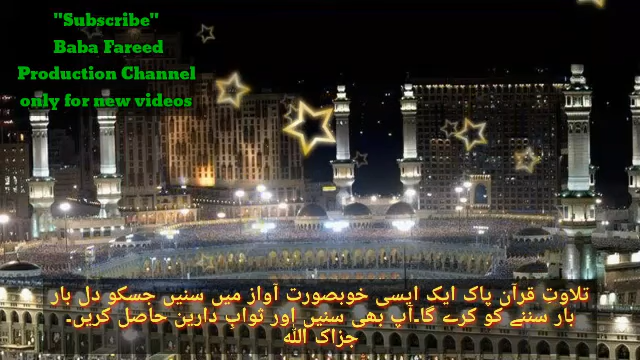 "Subscribe"
Baba Fareed
Production Channel
only for new videos
تلاوت قرآن پاک ایک ایسی خوبصورت آواز میں سنیں جسکو دل بار
بار سننے کو کرے گا۔آپ بھی سنیں اور ثوابِ دارین حاصل کریں۔
جزاک اللہ